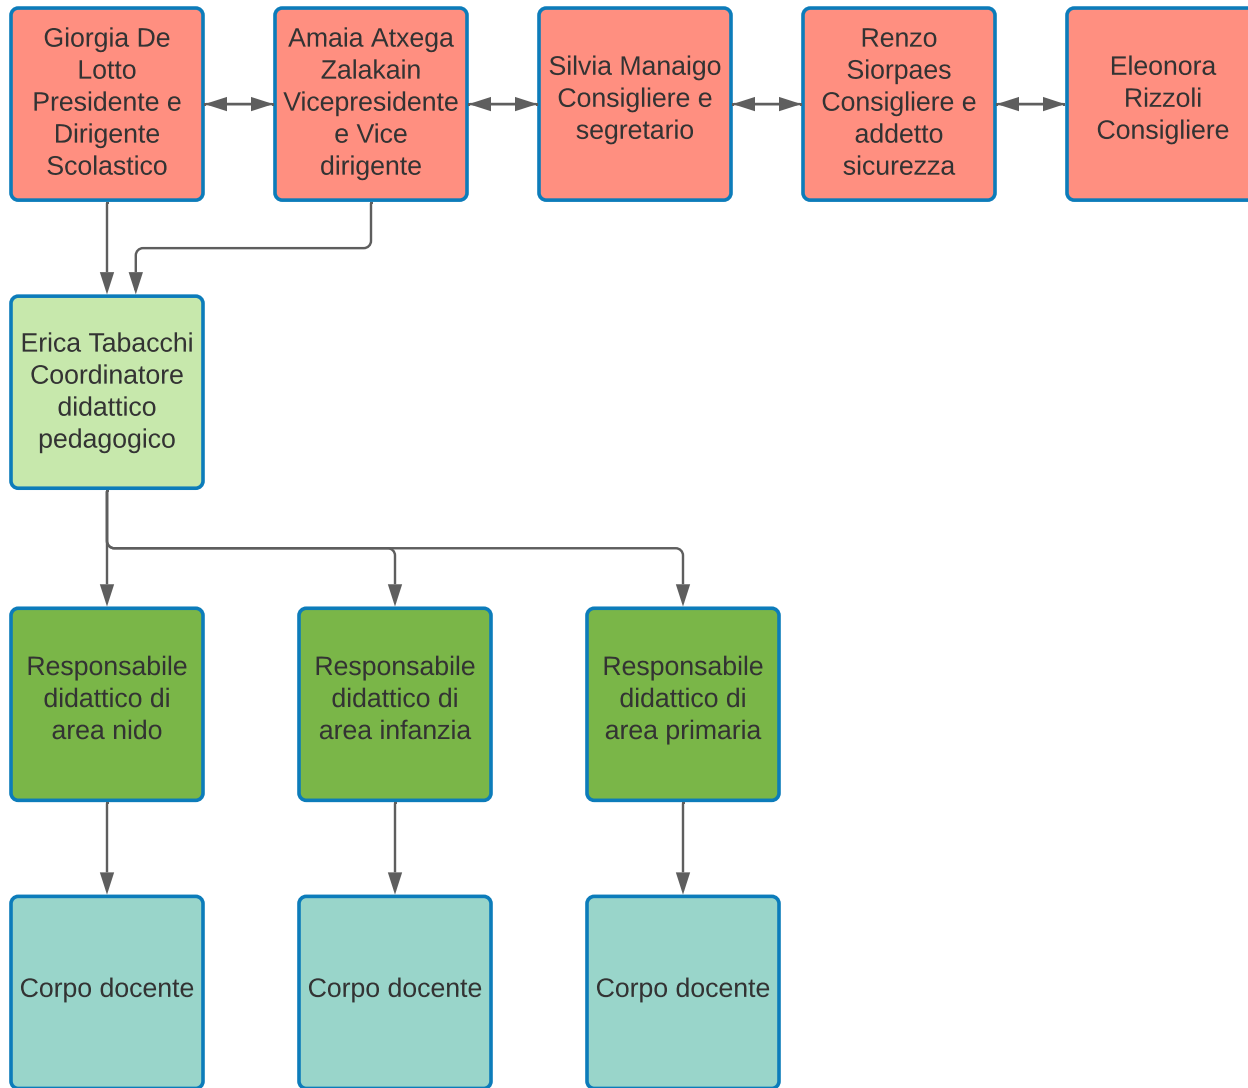 Giorgia De
Lotto
Presidente e
Dirigente
Scolastico
Amaia Atxega
Zalakain
Vicepresidente
e Vice
dirigente
Silvia Manaigo
Consigliere e
segretario
Renzo
Siorpaes
Consigliere e
addetto
sicurezza
Eleonora
Rizzoli
Consigliere
Erica Tabacchi
Coordinatore
didattico
pedagogico
Responsabile
didattico di
area nido
Responsabile
didattico di
area infanzia
Responsabile
didattico di
area primaria
Corpo docente
Corpo docente
Corpo docente